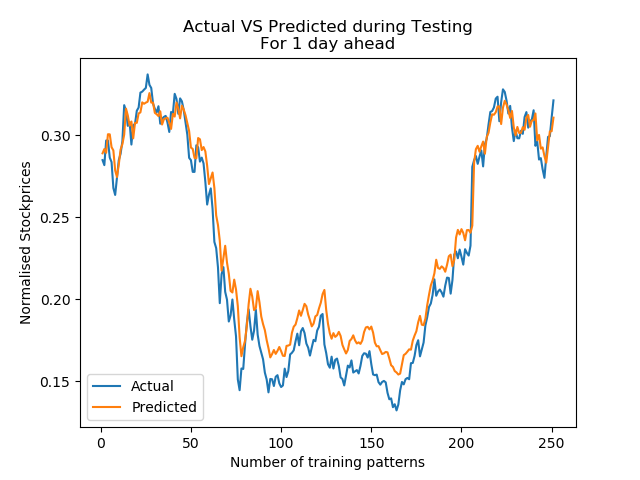 Actual VS Predicted during Testing
For 1 day ahead
Normalised Stockprices
0.30
0.25
0.20
0.15
Actual
Predicted
0 50 100 150 200 250
Number of training patterns